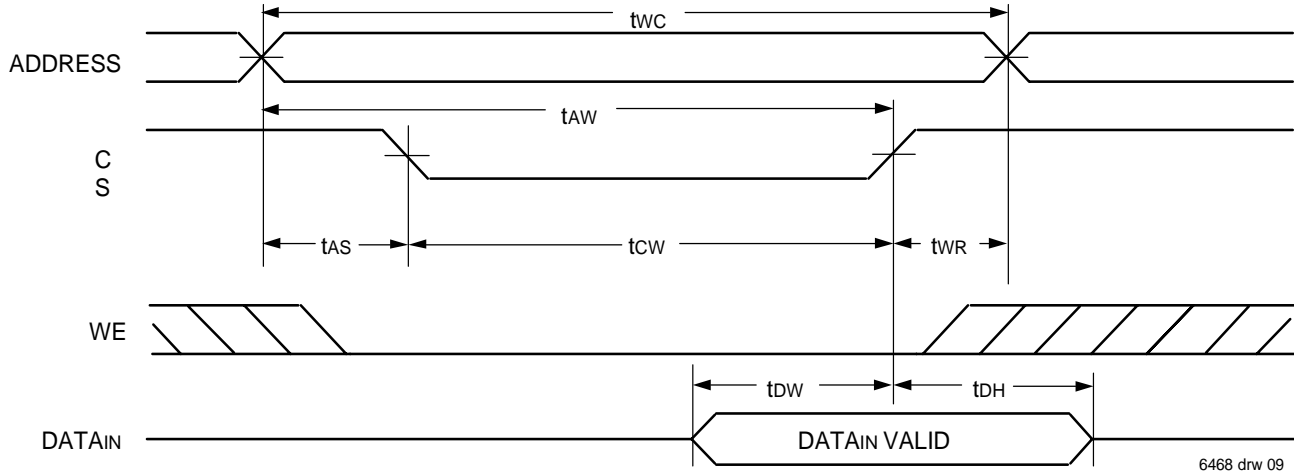 tWC
ADDRESS
tAW
C
S
tAS
tCW
tWR
WE
tDW
tDH
DATAIN
DATAIN VALID
6468 drw 09